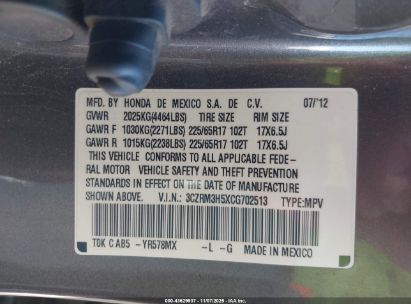 MFD. BY HONDA DE MEXICO S.A. DE C.V. 07/'12
GVWR 2025KG(4464LBS) TIRE SIZE RIM SIZE
GAWR F 1030KG(2271LBS) 225/65R17 102T 17X6.5J
GAWR R 1015KG(2238LBS) 225/65R17 102T 17X6.5J
THIS VEHICLE CONFORMS TO ALL APPLICABLE FEDE-
RAL MOTOR VEHICLE SAFETY AND THEFT PREVENTION
STANDARDS IN EFFECT ON THE DATE OF MANUFACTURE
SHOWN ABOVE. V.I.N.: 3CZRM3H5XCG702513 TYPE:MPV
T0K C AB5 -YR578MX -L -G MADE IN MEXICO